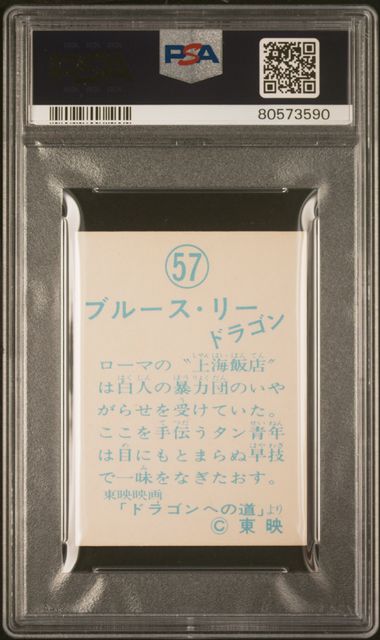 PSA
80573590
57
ブルース・リー
ドラゴン
ローマの〝上海飯店〟
は白人の暴力団のいや
がらせを受けていた。
ここを手伝うタン青年
は目にもとまらぬ早技
で一味をなぎたおす。
東映映画
「ドラゴンへの道」より
© 東映